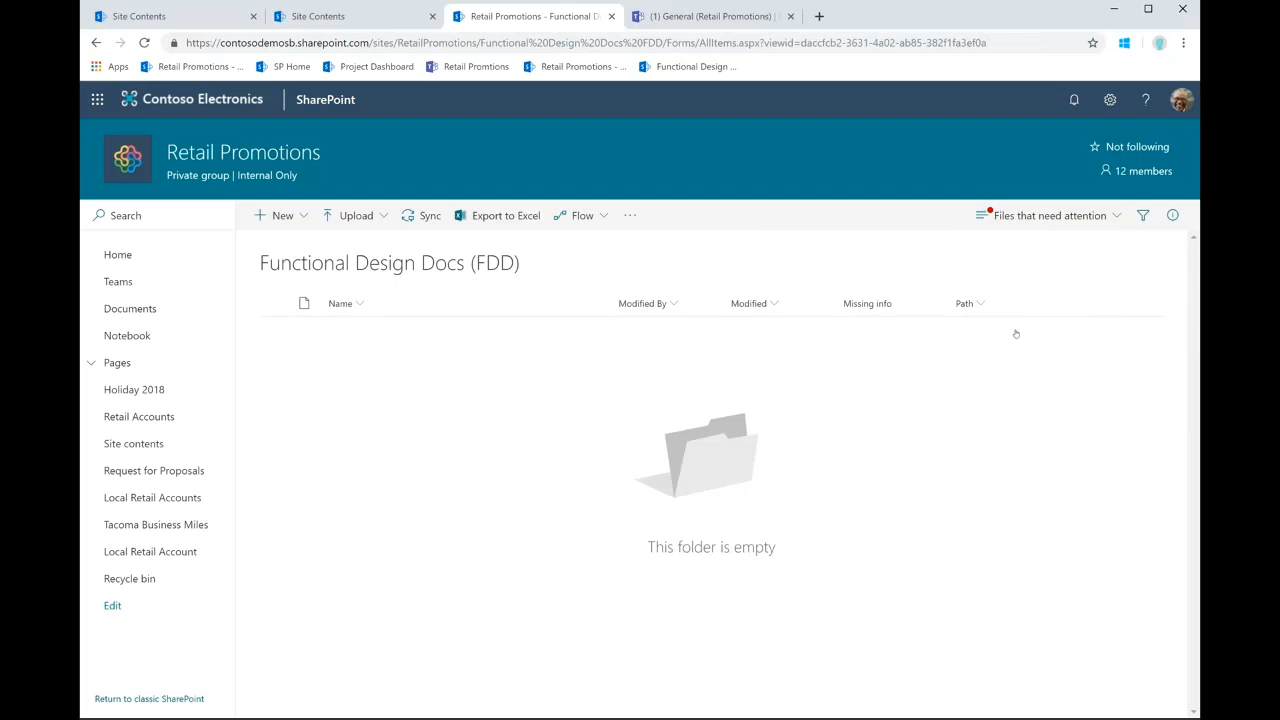 Site Contents
Site Contents
Retail Promotions - Functional D
(1) General (Retail Promotions) |
https://contosodemosb.sharepoint.com/sites/RetailPromotions/Functional%20Design%20Docs%20FDD/Forms/AllItems.aspx?viewid=daccfcb2-3631-4a02-ab85-382f1fa3ef0a
Apps
Retail Promotions - ...
SP Home
Project Dashboard
Retail Promtions
Retail Promotions - ...
Functional Design ...
Contoso Electronics
SharePoint
?
Retail Promotions
Private group | Internal Only
Not following
12 members
Search
New
Upload
Sync
Export to Excel
Flow
...
Files that need attention
Home
Teams
Documents
Notebook
Pages
Holiday 2018
Retail Accounts
Site contents
Request for Proposals
Local Retail Accounts
Tacoma Business Miles
Local Retail Account
Recycle bin
Edit
Return to classic SharePoint
Functional Design Docs (FDD)
Name
Modified By
Modified
Missing info
Path
This folder is empty